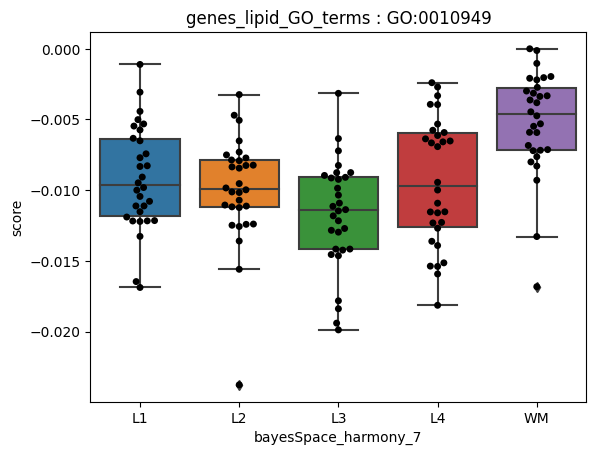 genes_lipid_GO_terms : GO:0010949
0.000
−0.005
−0.010
−0.015
−0.020
score
L1 L2 L3 L4 WM
bayesSpace_harmony_7